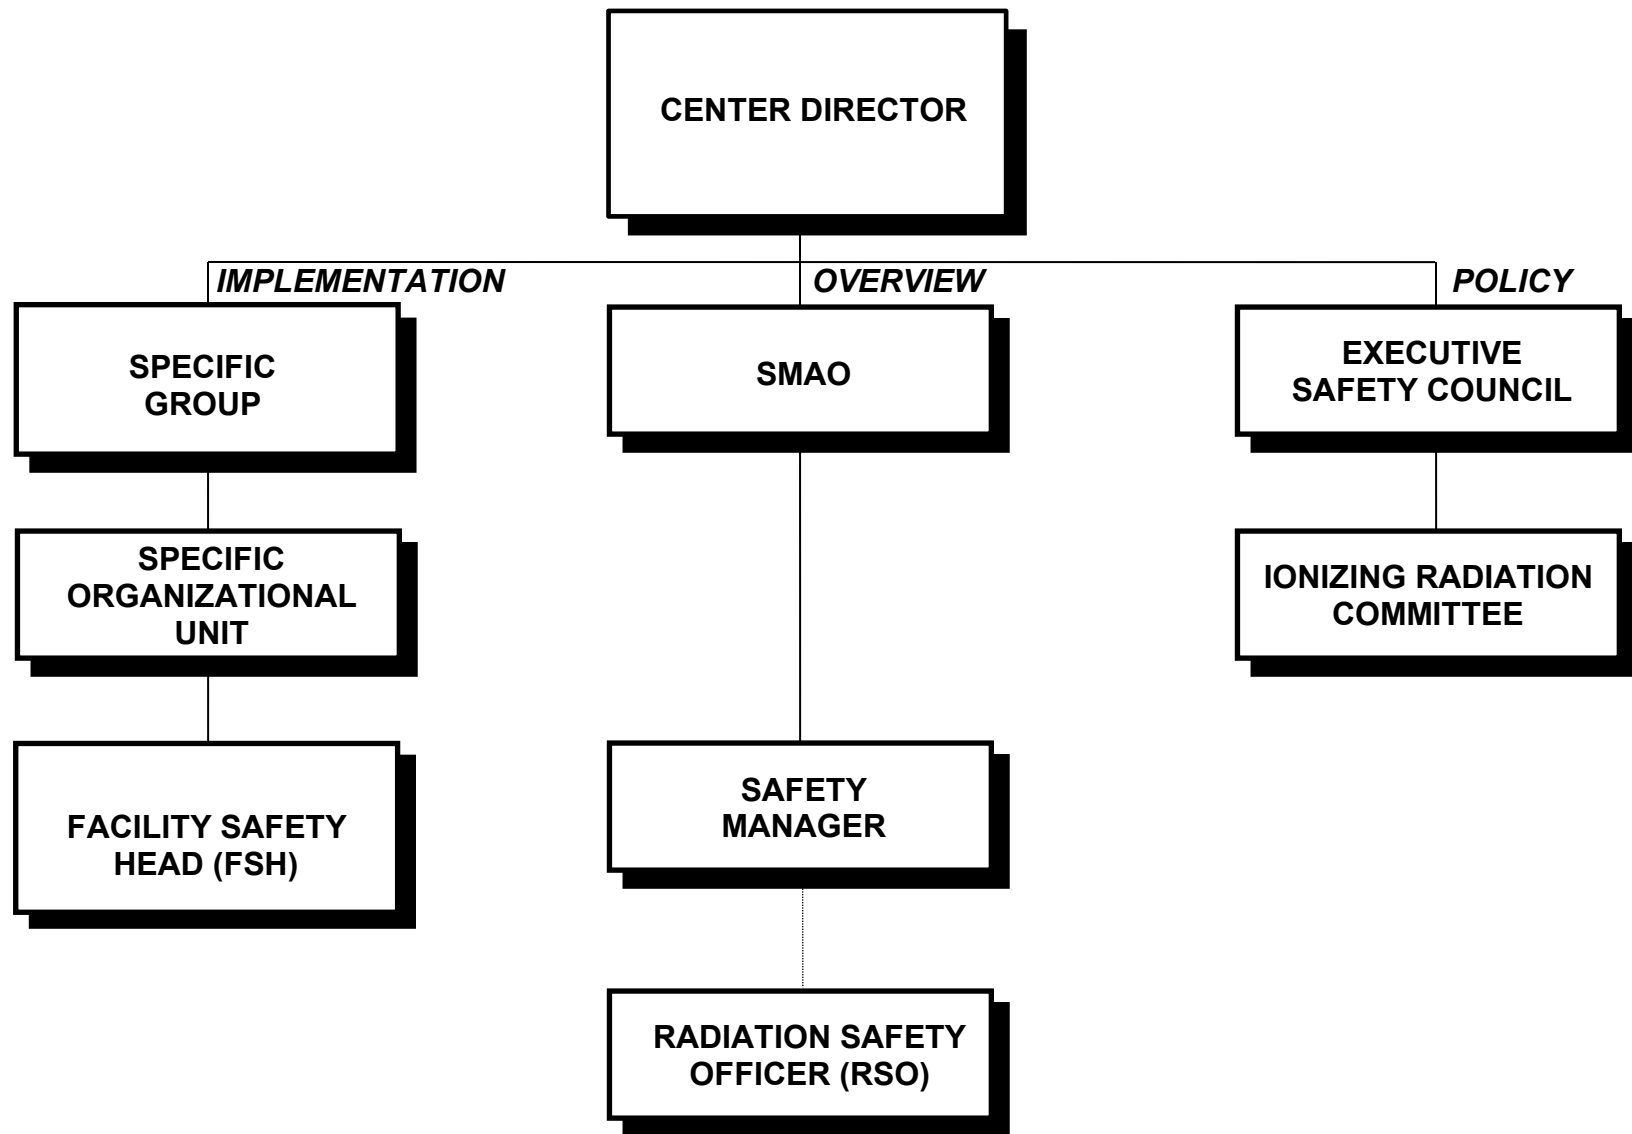 CENTER DIRECTOR
IMPLEMENTATION
OVERVIEW
POLICY
SPECIFIC
GROUP
SMAO
EXECUTIVE
SAFETY COUNCIL
SPECIFIC
ORGANIZATIONAL
UNIT
IONIZING RADIATION
COMMITTEE
FACILITY SAFETY
HEAD (FSH)
SAFETY
MANAGER
RADIATION SAFETY
OFFICER (RSO)